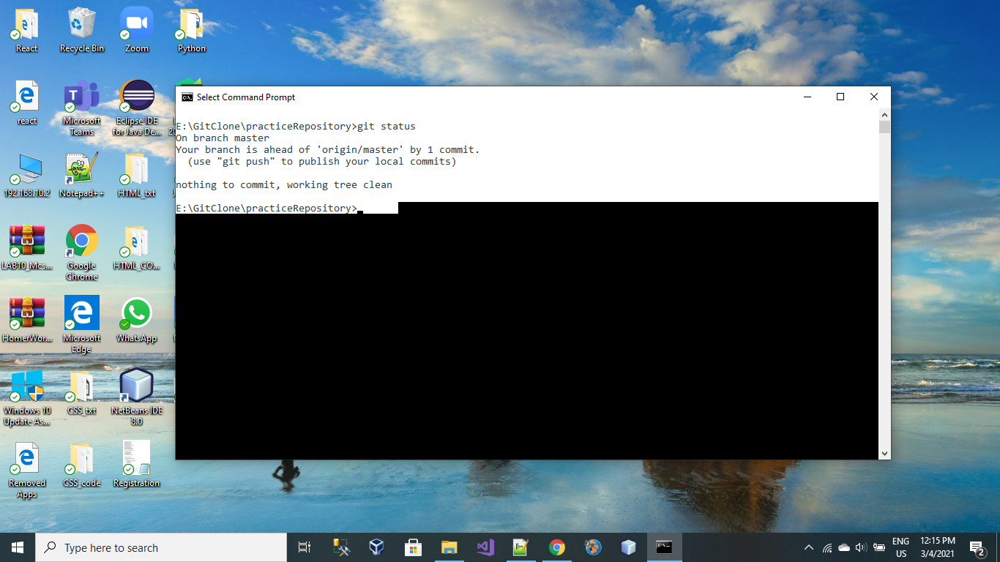 React
Recycle Bin
Zoom
Python
react
Microsoft
Teams
Eclipse IDE
for Java De...
192.168.10.2
Notepad++
HTML_txt
LAB10_Mcs...
Google
Chrome
HTML_CO...
HomerWor...
Microsoft
Edge
WhatsApp
Windows 10
Update As...
CSS_txt
NetBeans IDE
8.0
Removed
Apps
CSS_code
Registration
Select Command Prompt
E:\GitClone\practiceRepository>git status
On branch master
Your branch is ahead of 'origin/master' by 1 commit.
(use "git push" to publish your local commits)
nothing to commit, working tree clean
E:\GitClone\practiceRepository>
Type here to search
ENG
US
12:15 PM
3/4/2021
2